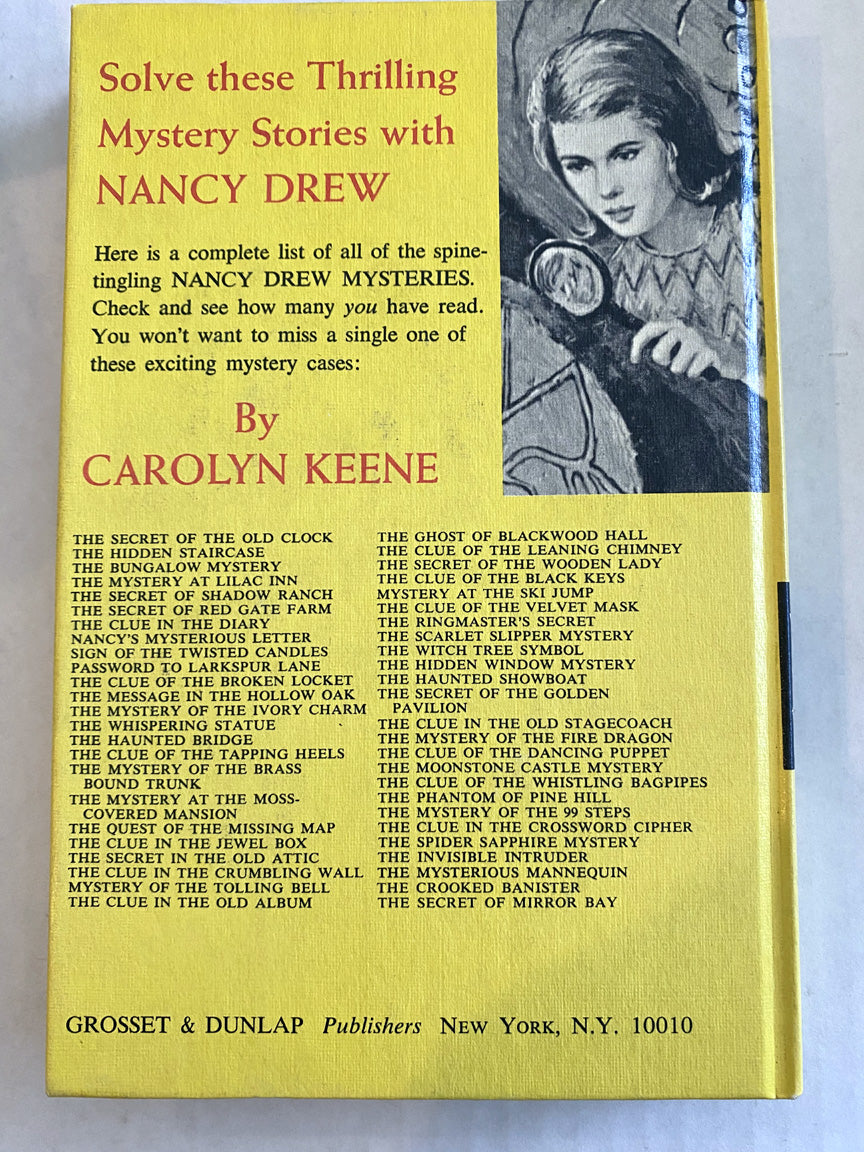 Solve these Thrilling
Mystery Stories with
NANCY DREW
Here is a complete list of all of the spine-
tingling NANCY DREW MYSTERIES.
Check and see how many you have read.
You won't want to miss a single one of
these exciting mystery cases:
By
CAROLYN KEENE
THE SECRET OF THE OLD CLOCK
THE HIDDEN STAIRCASE
THE BUNGALOW MYSTERY
THE MYSTERY AT LILAC INN
THE SECRET OF SHADOW RANCH
THE SECRET OF RED GATE FARM
THE CLUE IN THE DIARY
NANCY'S MYSTERIOUS LETTER
SIGN OF THE TWISTED CANDLES
PASSWORD TO LARKSPUR LANE
THE CLUE OF THE BROKEN LOCKET
THE MESSAGE IN THE HOLLOW OAK
THE MYSTERY OF THE IVORY CHARM
THE WHISPERING STATUE
THE HAUNTED BRIDGE
THE CLUE OF THE TAPPING HEELS
THE MYSTERY OF THE BRASS
BOUND TRUNK
THE MYSTERY AT THE MOSS-
COVERED MANSION
THE QUEST OF THE MISSING MAP
THE CLUE IN THE JEWEL BOX
THE SECRET IN THE OLD ATTIC
THE CLUE IN THE CRUMBLING WALL
MYSTERY OF THE TOLLING BELL
THE CLUE IN THE OLD ALBUM
THE GHOST OF BLACKWOOD HALL
THE CLUE OF THE LEANING CHIMNEY
THE SECRET OF THE WOODEN LADY
THE CLUE OF THE BLACK KEYS
MYSTERY AT THE SKI JUMP
THE CLUE OF THE VELVET MASK
THE RINGMASTER'S SECRET
THE SCARLET SLIPPER MYSTERY
THE WITCH TREE SYMBOL
THE HIDDEN WINDOW MYSTERY
THE HAUNTED SHOWBOAT
THE SECRET OF THE GOLDEN
PAVILION
THE CLUE IN THE OLD STAGECOACH
THE MYSTERY OF THE FIRE DRAGON
THE CLUE OF THE DANCING PUPPET
THE MOONSTONE CASTLE MYSTERY
THE CLUE OF THE WHISTLING BAGPIPES
THE PHANTOM OF PINE HILL
THE MYSTERY OF THE 99 STEPS
THE CLUE IN THE CROSSWORD CIPHER
THE SPIDER SAPPHIRE MYSTERY
THE INVISIBLE INTRUDER
THE MYSTERIOUS MANNEQUIN
THE CROOKED BANISTER
THE SECRET OF MIRROR BAY
GROSSET & DUNLAP Publishers NEW YORK, N.Y. 10010